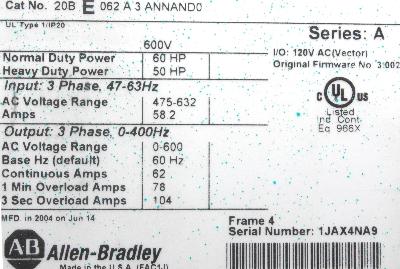 Cat No. 20B E 062 A 3 ANNAND0
UL Type 1/IP20
600V
Series: A
Normal Duty Power 60 HP
Heavy Duty Power 50 HP
I/O: 120V AC(Vector)
Original Firmware No 3.002
Input: 3 Phase, 47-63Hz
AC Voltage Range 475-632
Amps 58.2
C UL US
Listed
Ind. Cont.
Eq. 966X
Output: 3 Phase, 0-400Hz
AC Voltage Range 0-600
Base Hz (default) 60 Hz
Continuous Amps 62
1 Min Overload Amps 78
3 Sec Overload Amps 104
MFD. in 2004 on Jun 14
Frame 4
Serial Number: 1JAX4NA9
AB Allen-Bradley
Made in the U.S.A. (FAC1J)